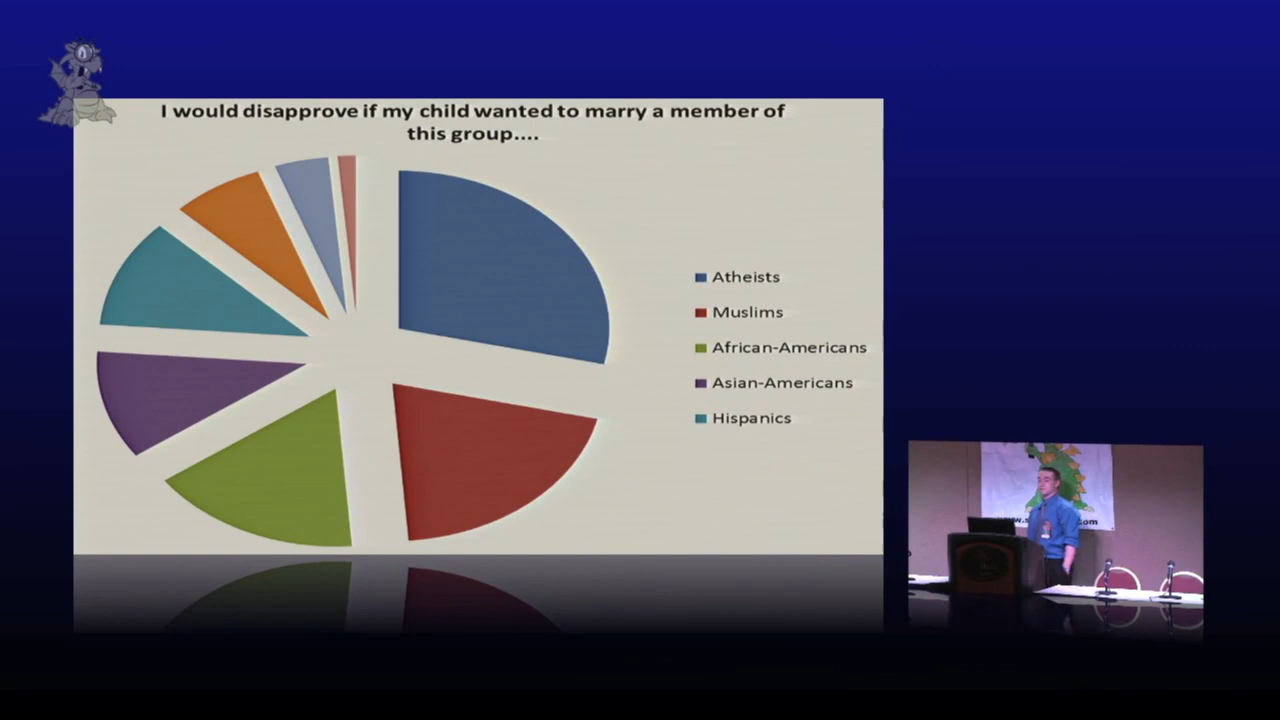 I would disapprove if my child wanted to marry a member of
this group....
Atheists
Muslims
African-Americans
Asian-Americans
Hispanics